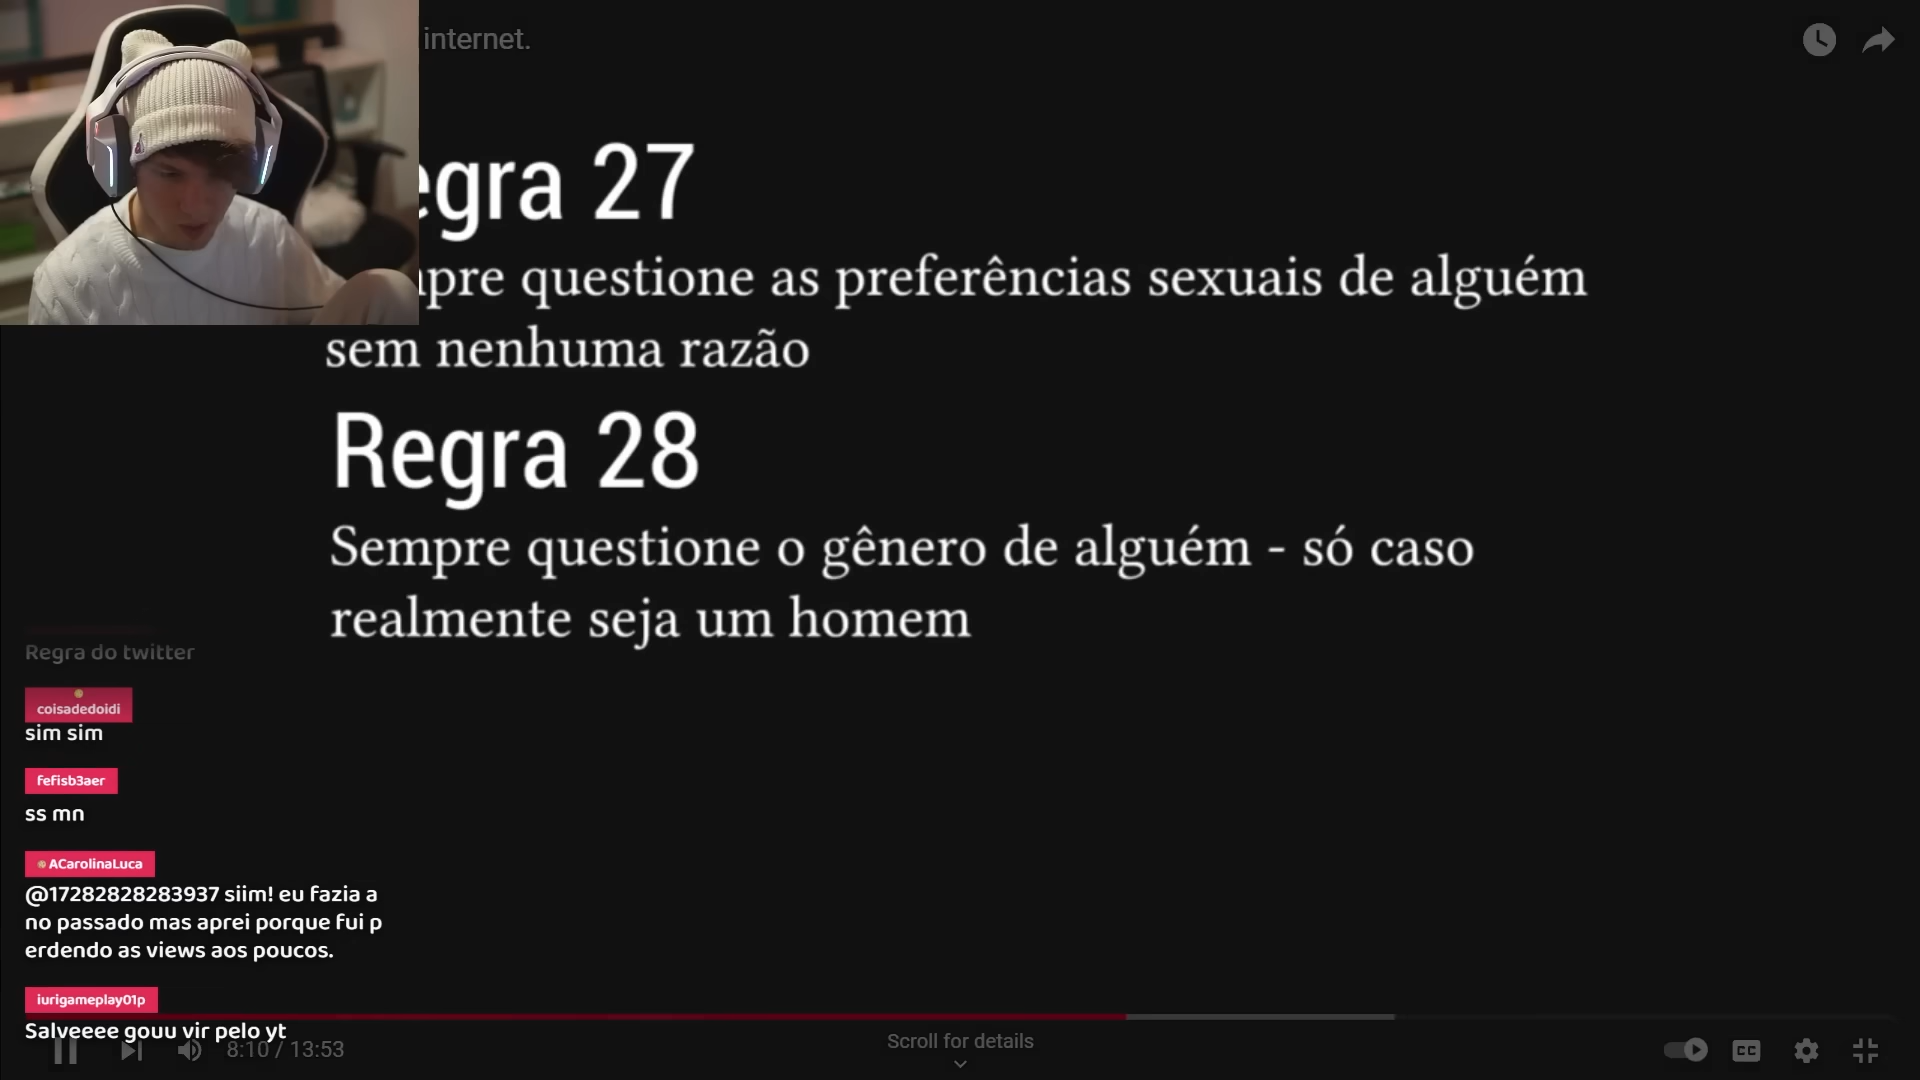 internet.
egra 27
pre questione as preferências sexuais de alguém
sem nenhuma razão
Regra 28
Sempre questione o gênero de alguém - só caso
realmente seja um homem
Regra do twitter
coisadedoidi
sim sim
fefisb3aer
ss mn
ACarolinaLuca
@17282828283937 siim! eu fazia a
no passado mas aprei porque fui p
erdendo as views aos poucos.
iurigameplay01p
Salveeee gouu vir pelo yt
8:10 / 13:53
Scroll for details
CC